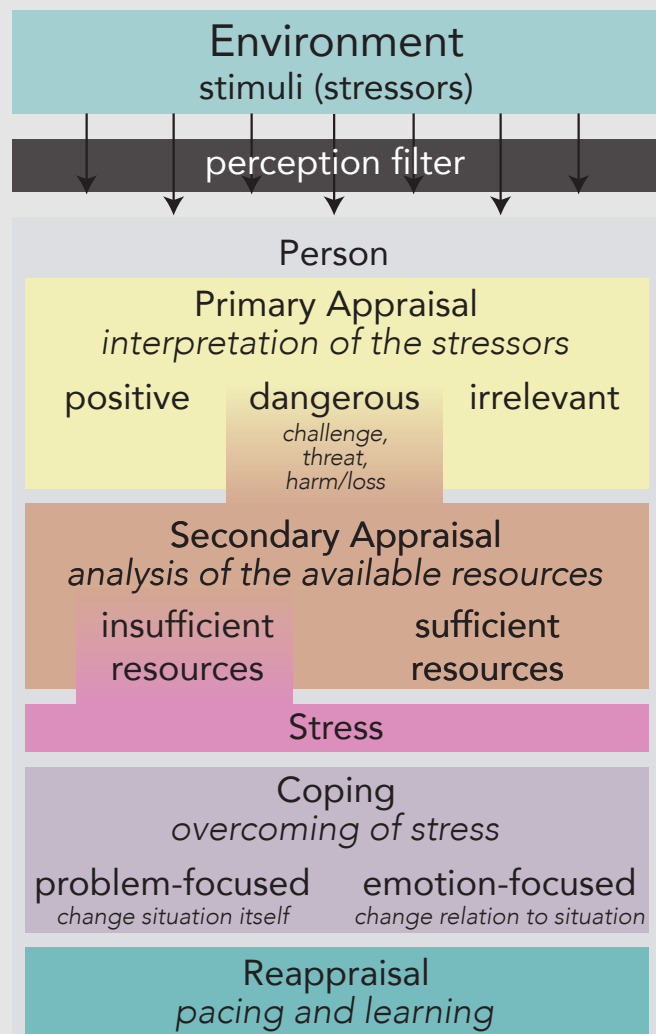 Environment
stimuli (stressors)
perception filter
Person
Primary Appraisal
interpretation of the stressors
positive
dangerous
challenge,
threat,
harm/loss
irrelevant
Secondary Appraisal
analysis of the available resources
insufficient
resources
sufficient
resources
Stress
Coping
overcoming of stress
problem-focused
change situation itself
emotion-focused
change relation to situation
Reappraisal
pacing and learning